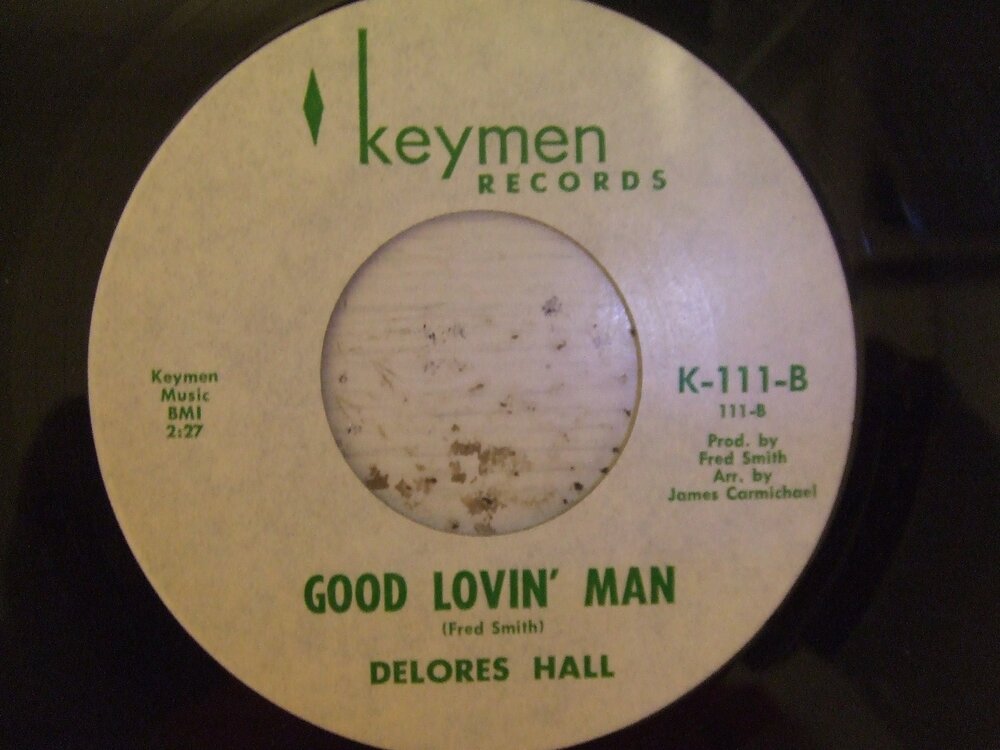 keymen
RECORDS
Keymen
Music
BMI
2:27
K-111-B
111-B
Prod. by
Fred Smith
Arr. by
James Carmichael
GOOD LOVIN' MAN
(Fred Smith)
DELORES HALL